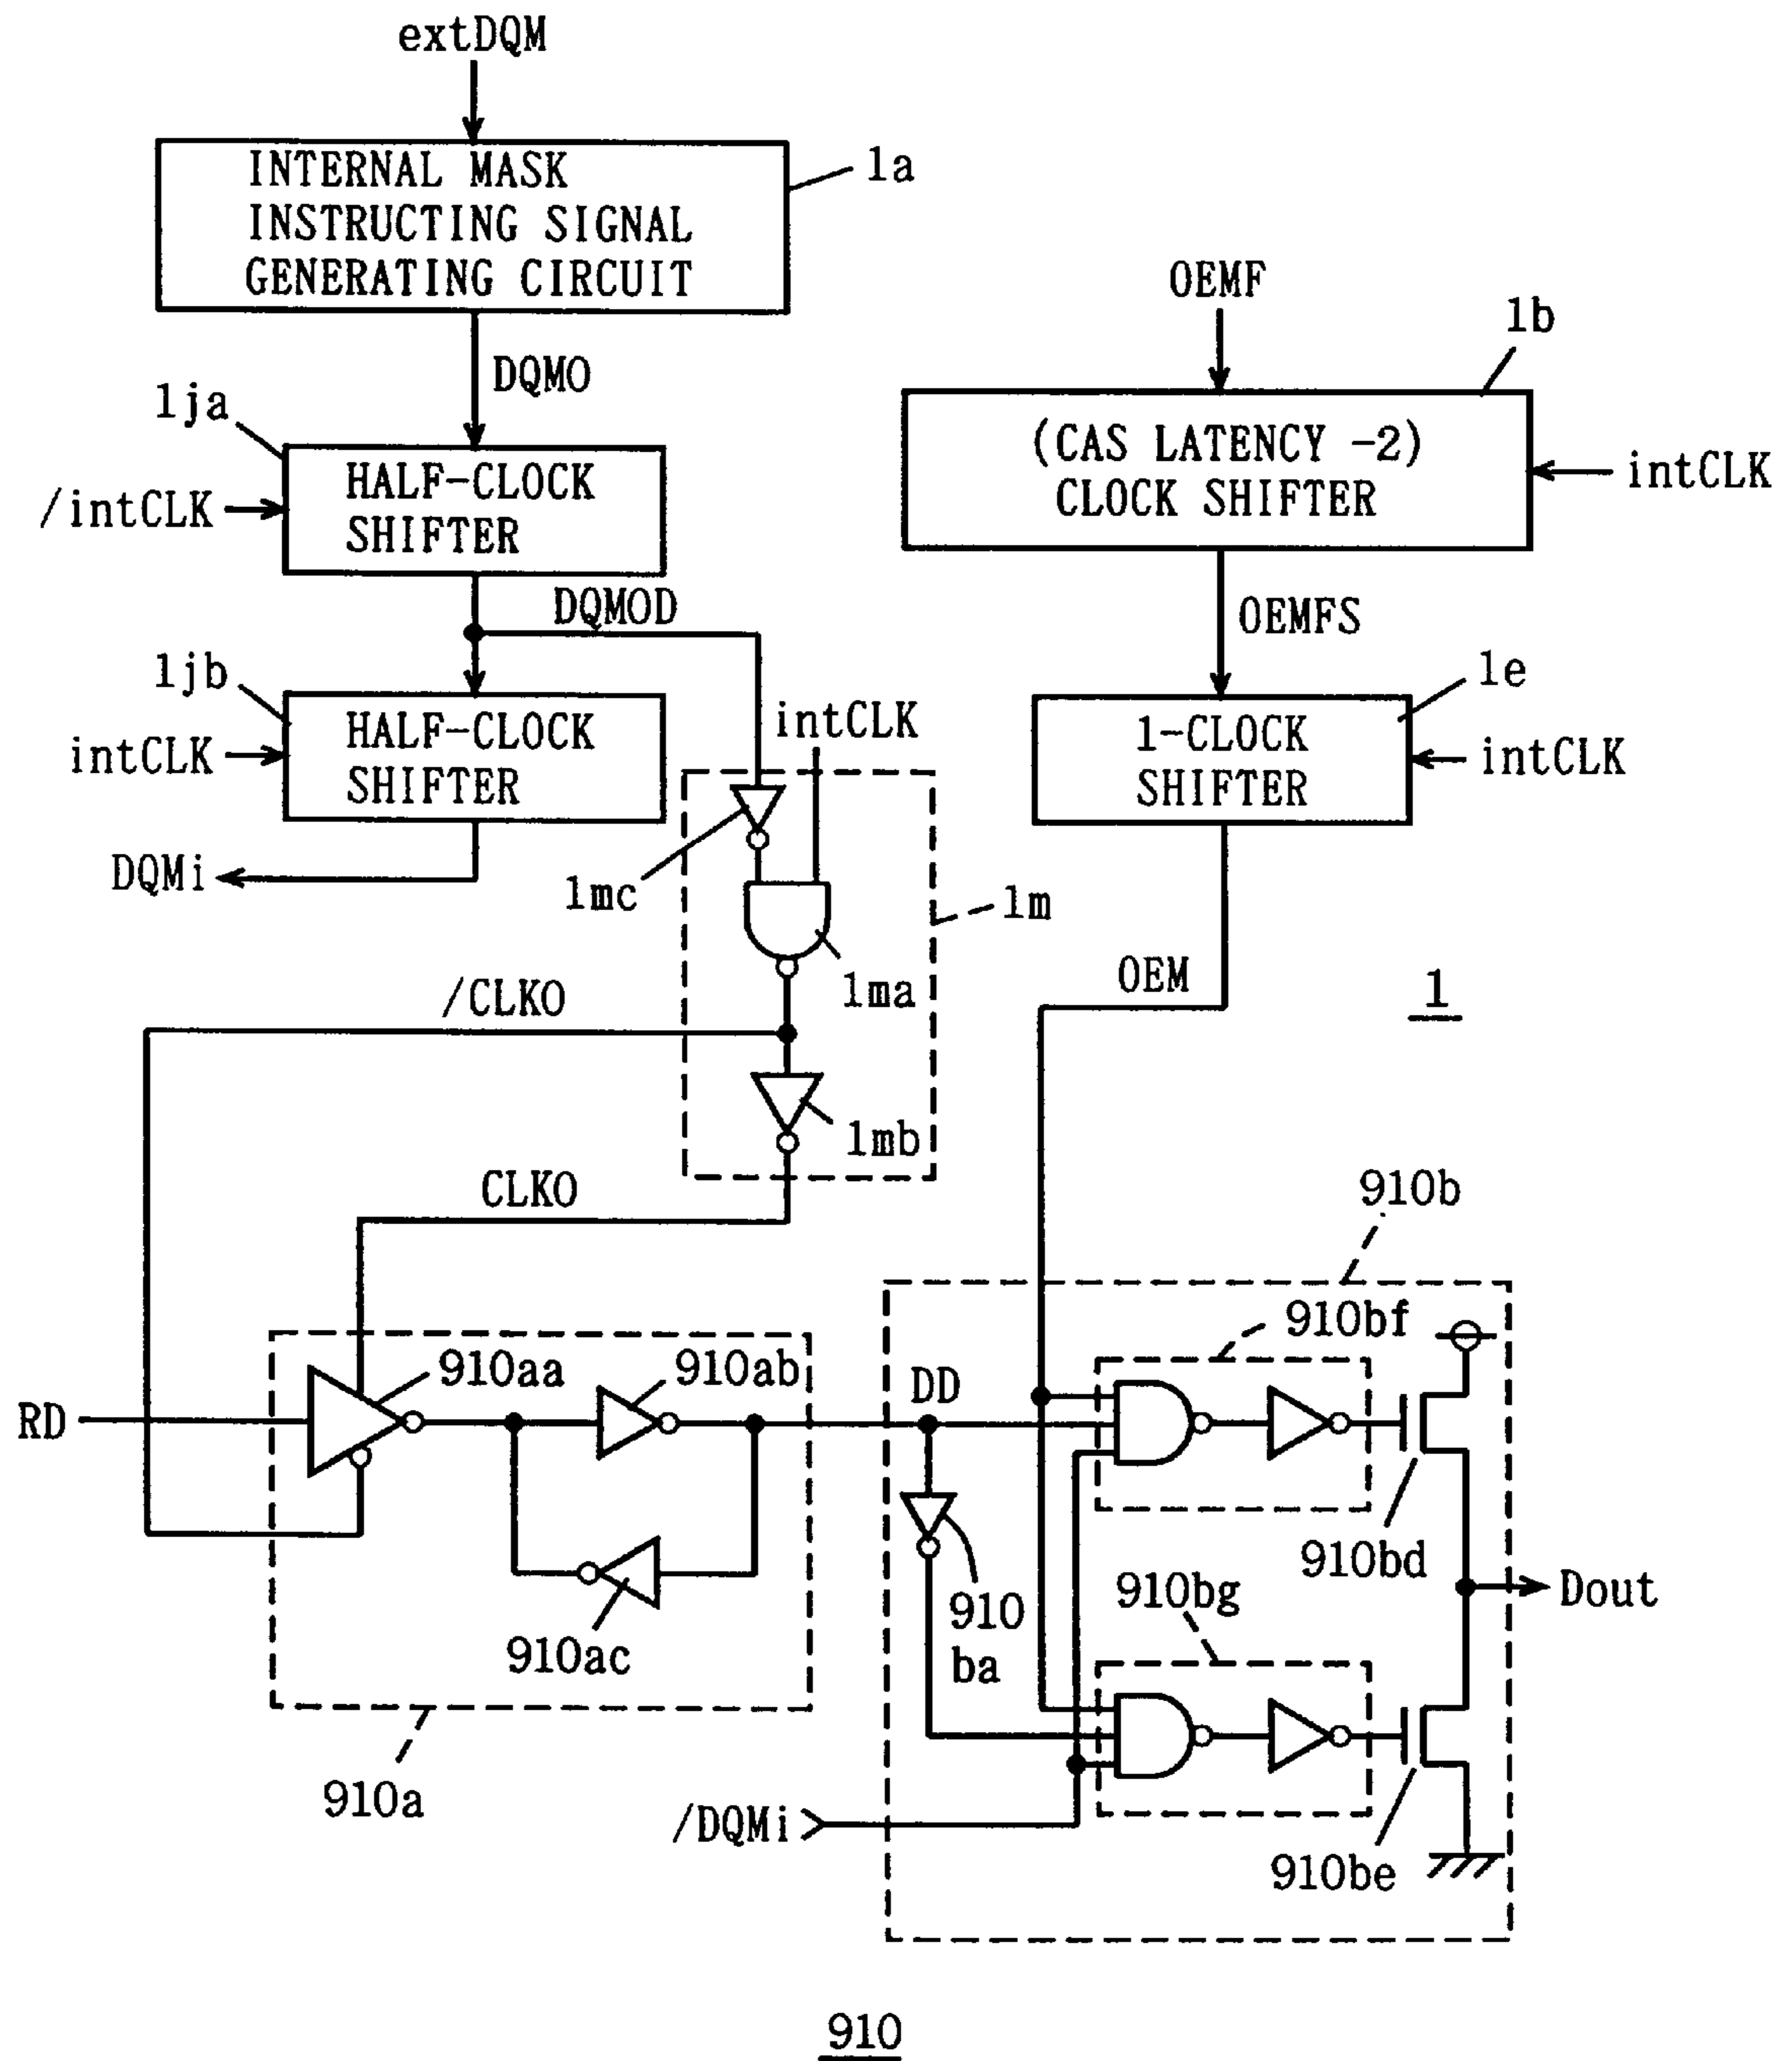 extDQM
INTERNAL MASK
INSTRUCTING SIGNAL
GENERATING CIRCUIT
1a
OEMF
1b
DQMO
(CAS LATENCY -2)
CLOCK SHIFTER
intCLK
1ja
HALF-CLOCK
SHIFTER
/intCLK
DQMOD
OEMFS
1jb
HALF-CLOCK
SHIFTER
intCLK
intCLK
1e
1-CLOCK
SHIFTER
intCLK
DQMi
1mc
1m
1ma
OEM
1
/CLKO
1mb
CLKO
910b
910bf
910aa
910ab
DD
RD
910bd
910bg
Dout
910
ba
910ac
910a
/DQMi
910be
910